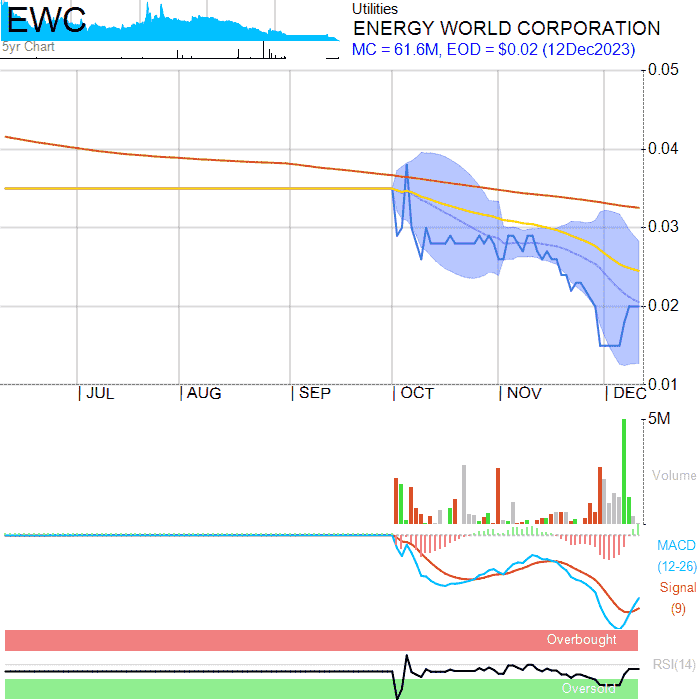 EWC
5yr Chart
Utilities
ENERGY WORLD CORPORATION
MC = 61.6M, EOD = $0.02 (12Dec2023)
0.05
0.04
0.03
0.02
0.01
| JUL | AUG | SEP | OCT | NOV | DEC
5M
Volume
MACD
(12-26)
Signal
(9)
Overbought
RSI(14)
Oversold